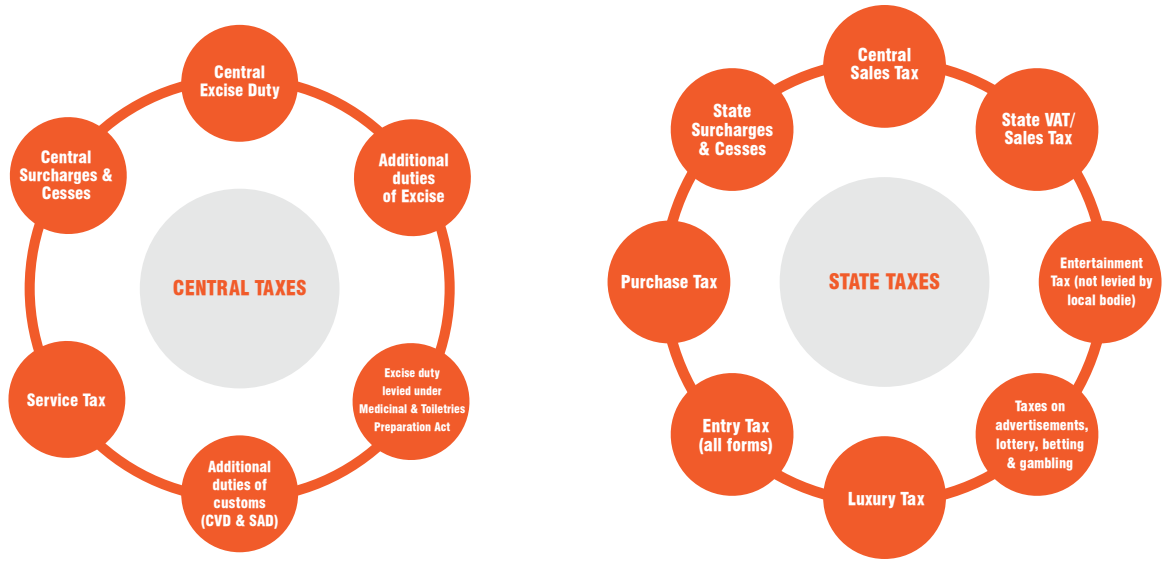 Central
Excise Duty
Additional
duties
of Excise
Excise duty
levied under
Medicinal & Toiletries
Preparation Act
Additional
duties of
customs
(CVD & SAD)
Service Tax
Central
Surcharges &
Cesses
CENTRAL TAXES
Central
Sales Tax
State VAT/
Sales Tax
Entertainment
Tax (not levied by
local bodie)
Taxes on
advertisements,
lottery, betting
& gambling
Luxury Tax
Entry Tax
(all forms)
Purchase Tax
State
Surcharges
& Cesses
STATE TAXES